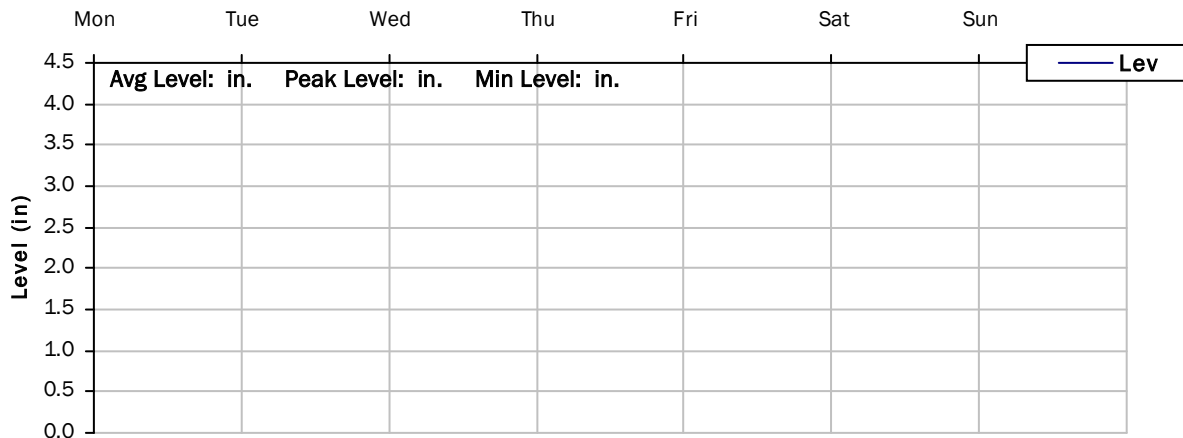 Mon Tue Wed Thu Fri Sat Sun
Lev
4.5
Avg Level: in. Peak Level: in. Min Level: in.
4.0
3.5
3.0
2.5
2.0
1.5
1.0
0.5
0.0
Level (in)